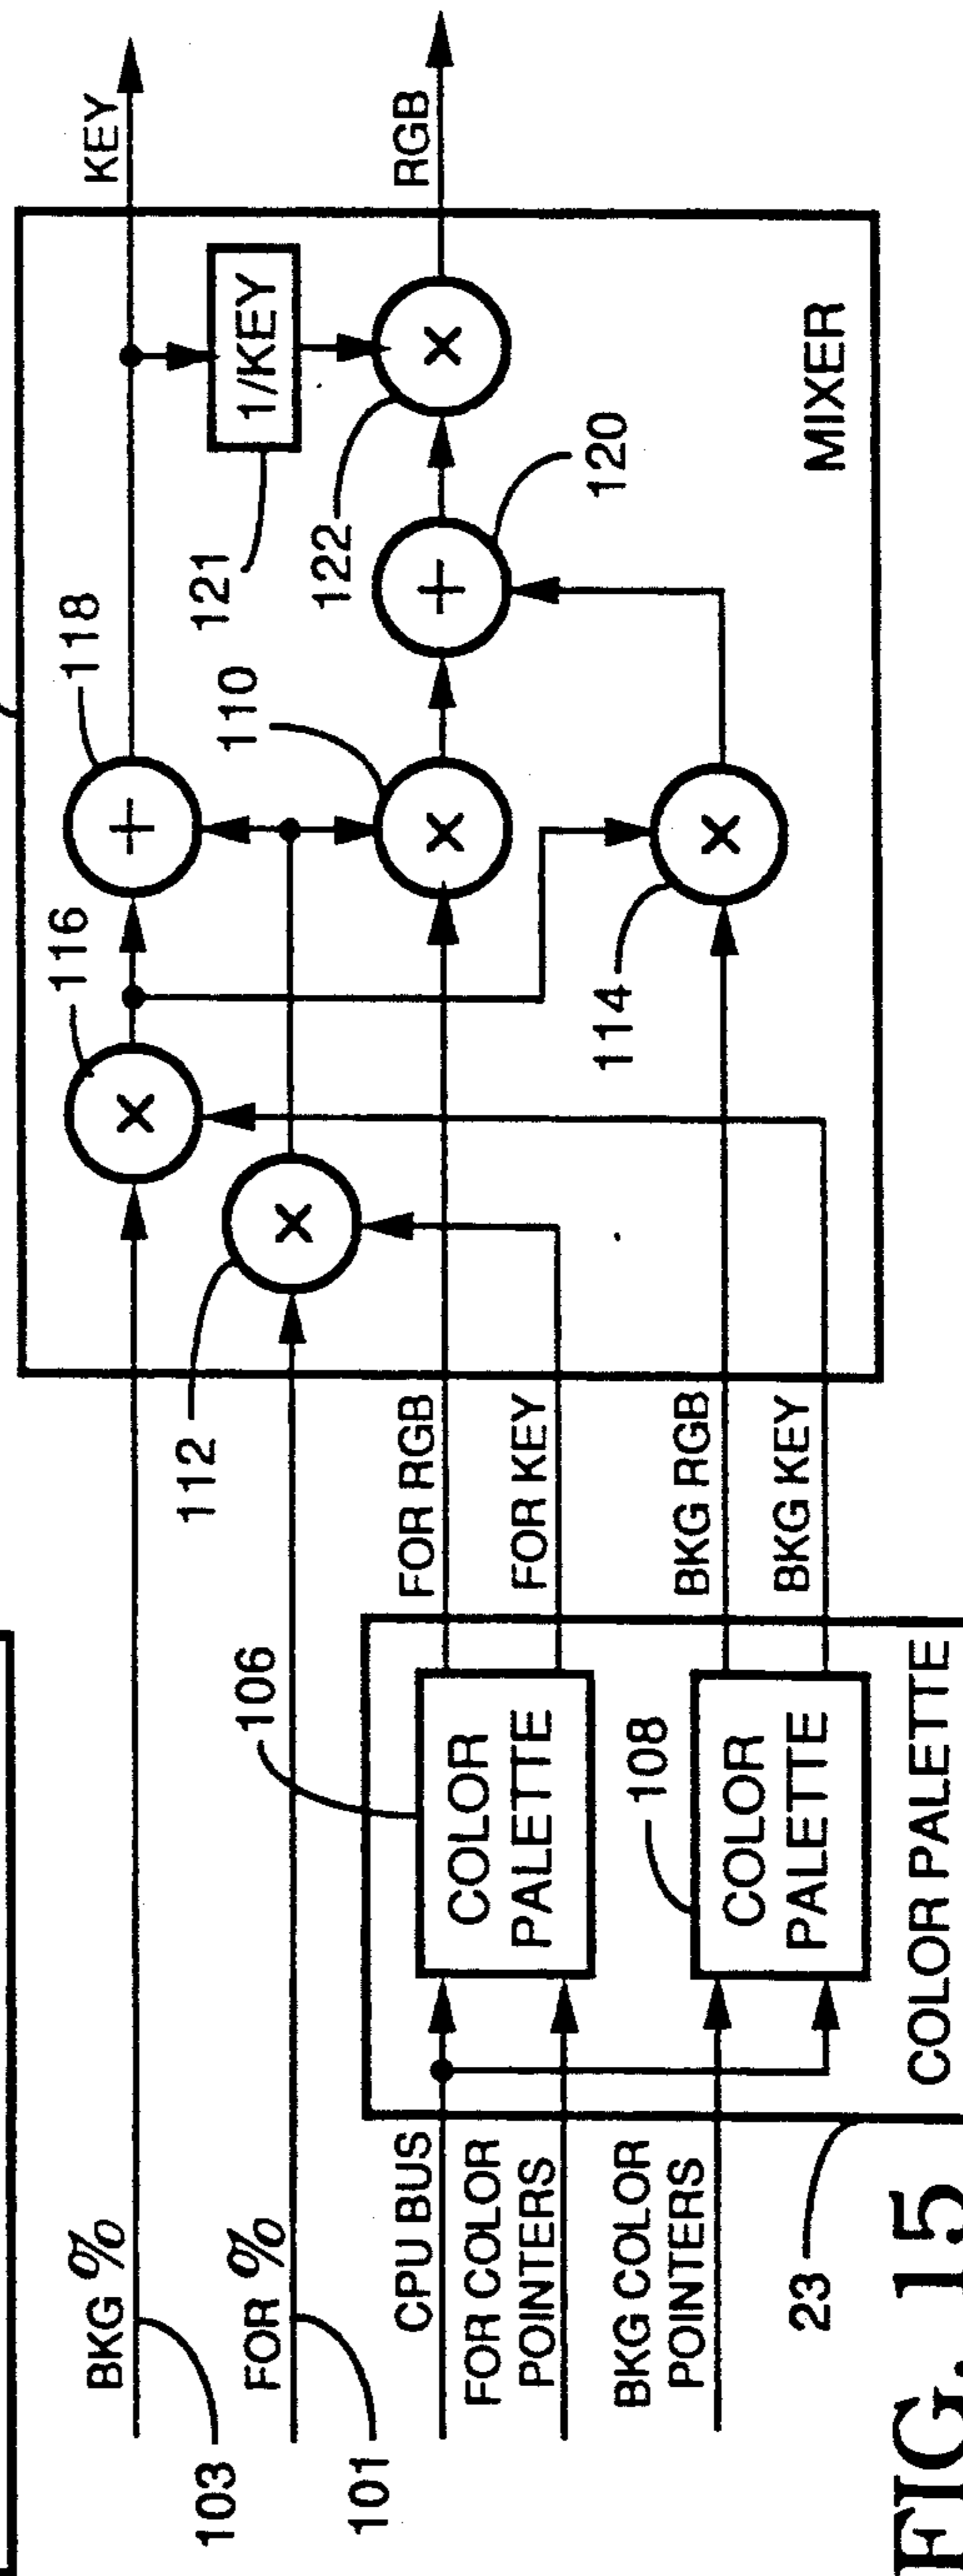 BKG %
103
FOR %
101
CPU BUS
FOR COLOR
POINTERS
BKG COLOR
POINTERS
23
106
COLOR
PALETTE
108
COLOR
PALETTE
COLOR PALETTE
FOR RGB
FOR KEY
BKG RGB
BKG KEY
112
×
116
×
118
+
110
×
114
×
120
+
121
1/KEY
122
×
MIXER
KEY
RGB
FIG. 15